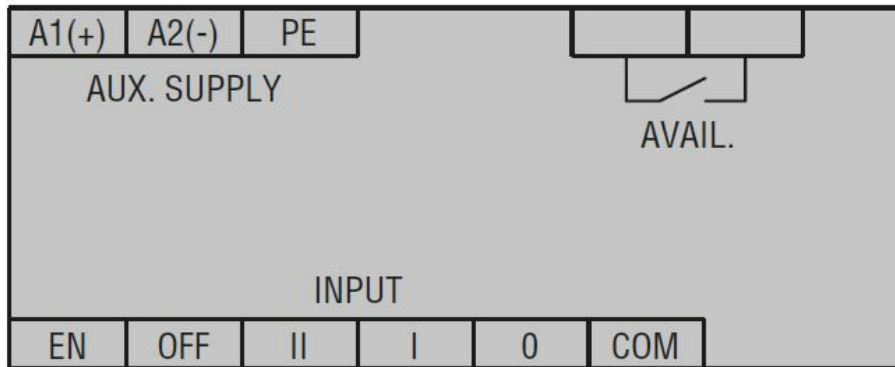 A1(+) A2(-) PE
AUX. SUPPLY
AVAIL.
INPUT
EN OFF II I 0 COM